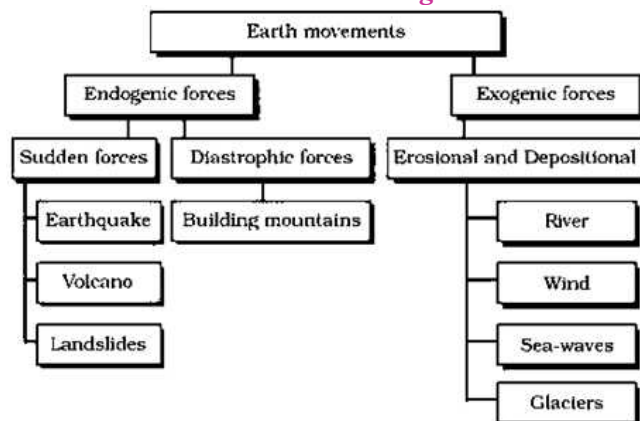 Earth movements
Endogenic forces
Exogenic forces
Sudden forces
Diastrophic forces
Erosional and Depositional
Earthquake
Building mountains
River
Volcano
Wind
Landslides
Sea-waves
Glaciers